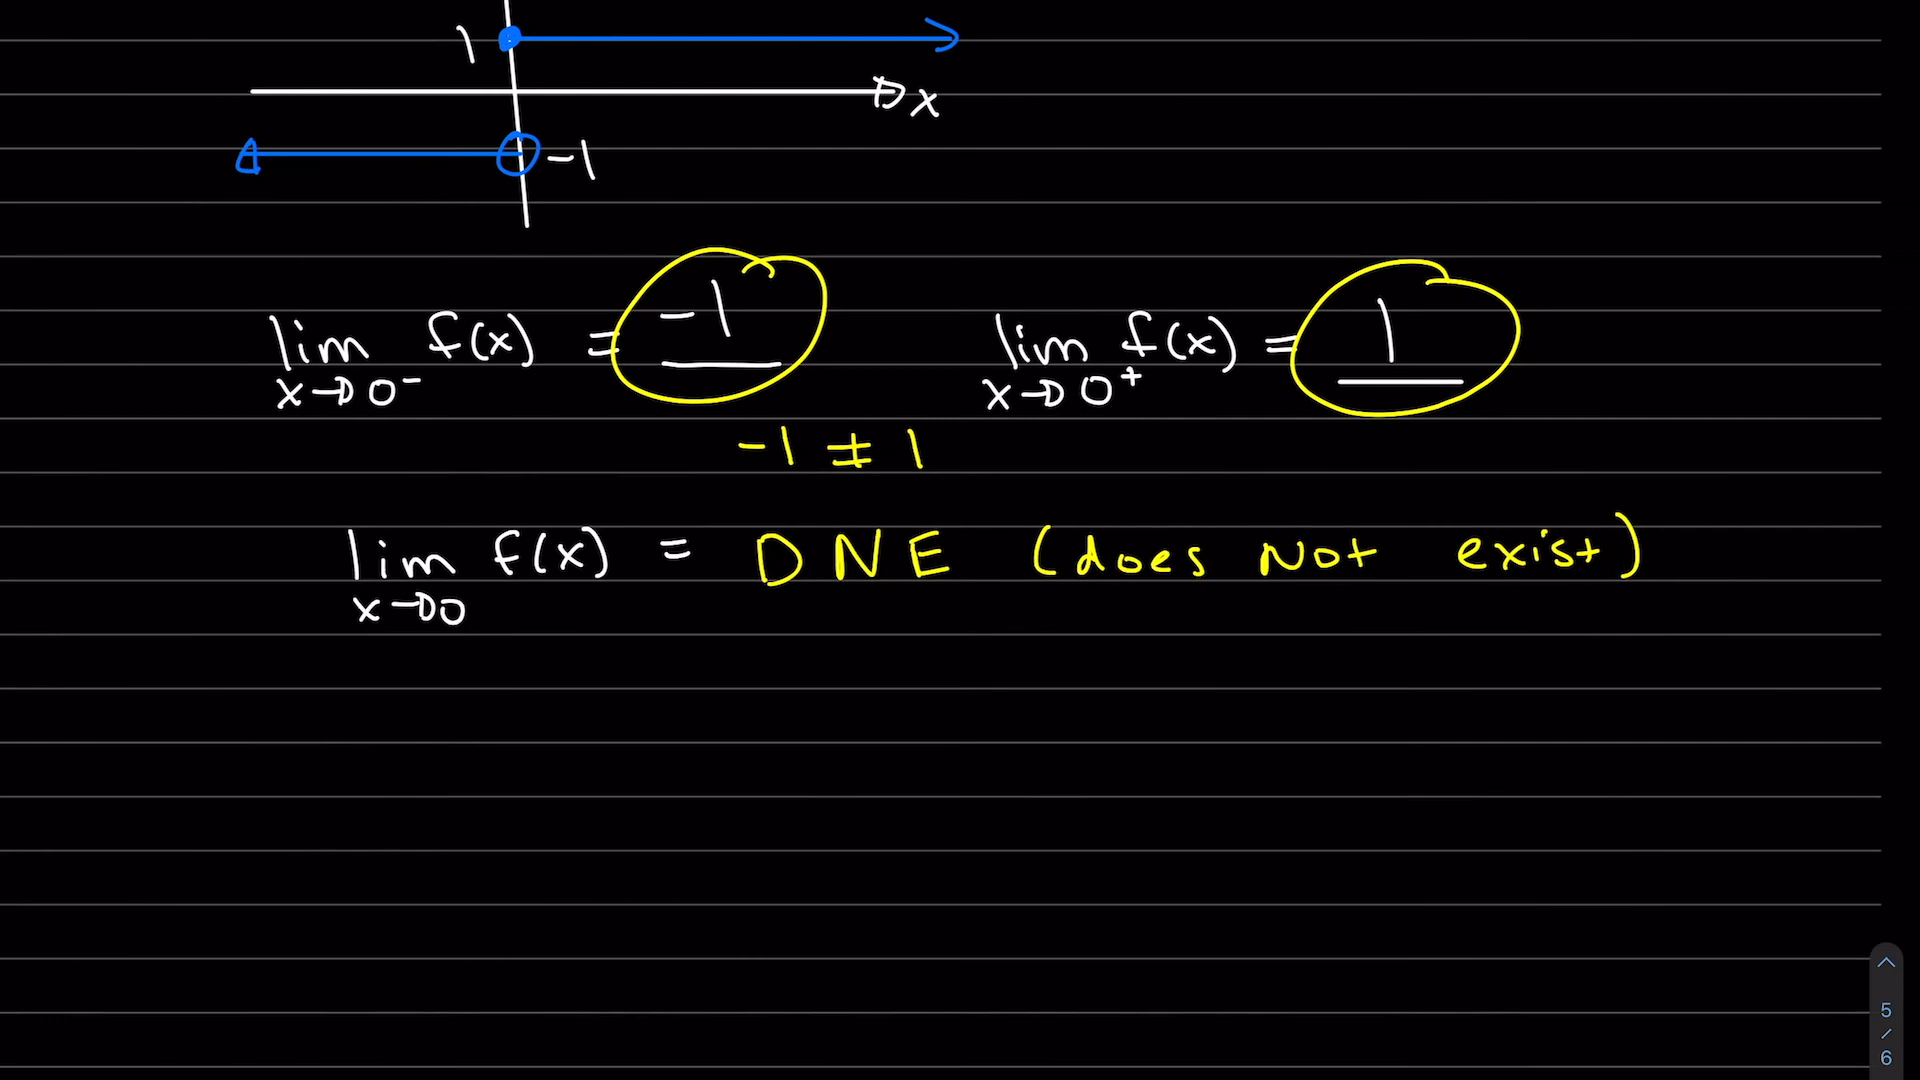 1
x
-1
lim f(x) = -1 lim f(x) = 1
x→0⁻ x→0⁺
-1 ≠ 1
lim f(x) = DNE (does Not exist)
x→0
5
/
6